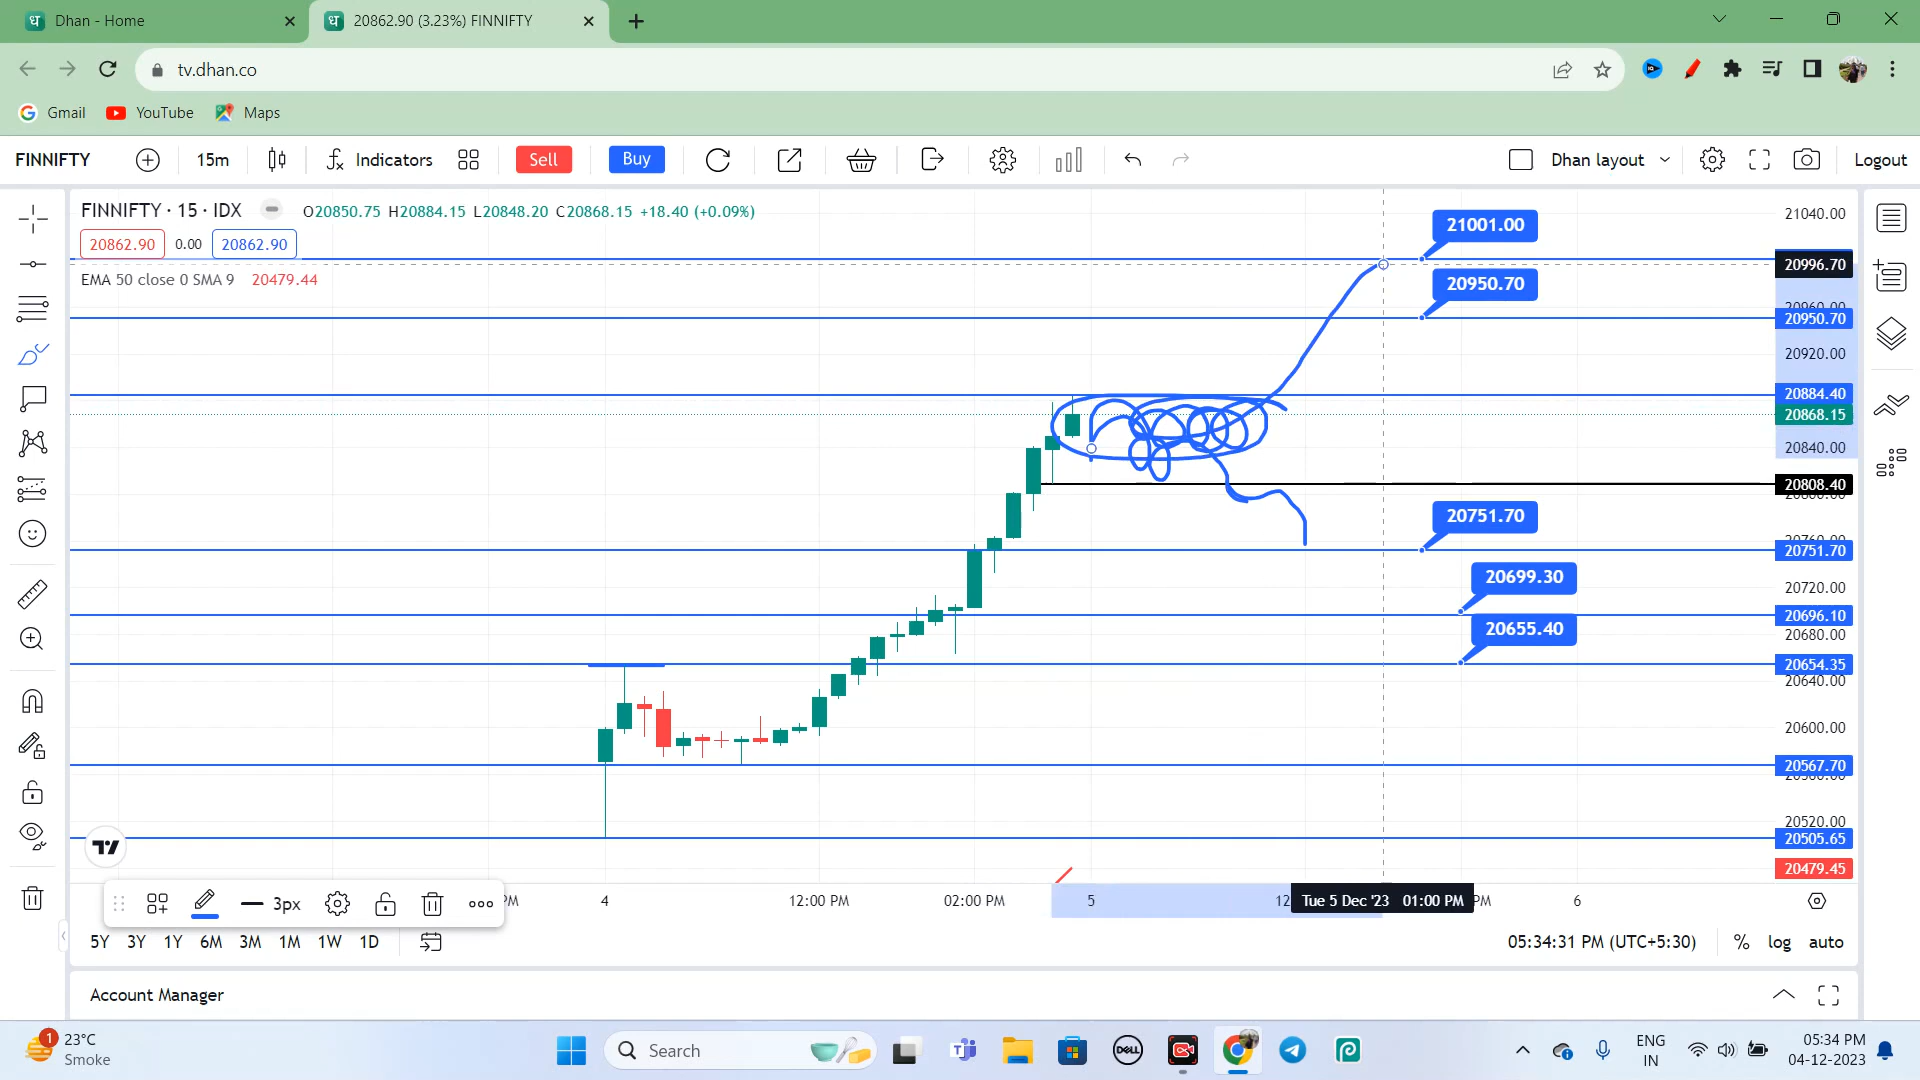 Dhan - Home
20862.90 (3.23%) FINNIFTY
tv.dhan.co
Gmail
YouTube
Maps
FINNIFTY
15m
Indicators
Sell
Buy
Dhan layout
Logout
FINNIFTY · 15 · IDX
O20850.75 H20884.15 L20848.20 C20868.15 +18.40 (+0.09%)
20862.90
0.00
20862.90
EMA 50 close 0 SMA 9 20479.44
21001.00
20950.70
20751.70
20699.30
20655.40
21040.00
20996.70
20960.00
20950.70
20920.00
20884.40
20868.15
20840.00
20808.40
20751.70
20720.00
20696.10
20680.00
20654.35
20640.00
20600.00
20567.70
20520.00
20505.65
20479.45
3px
PM
4
12:00 PM
02:00 PM
5
12
Tue 5 Dec '23 01:00 PM
PM
6
5Y 3Y 1Y 6M 3M 1M 1W 1D
05:34:31 PM (UTC+5:30)
%
log
auto
Account Manager
1
23°C
Smoke
Search
DELL
ENG
IN
05:34 PM
04-12-2023